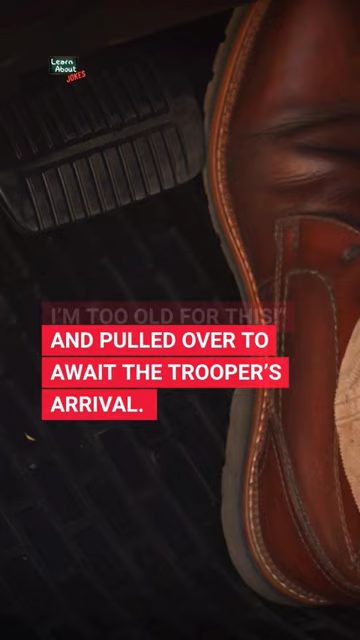 Learn
About
JOKES
I'M TOO OLD FOR THIS!"
AND PULLED OVER TO
AWAIT THE TROOPER'S
ARRIVAL.